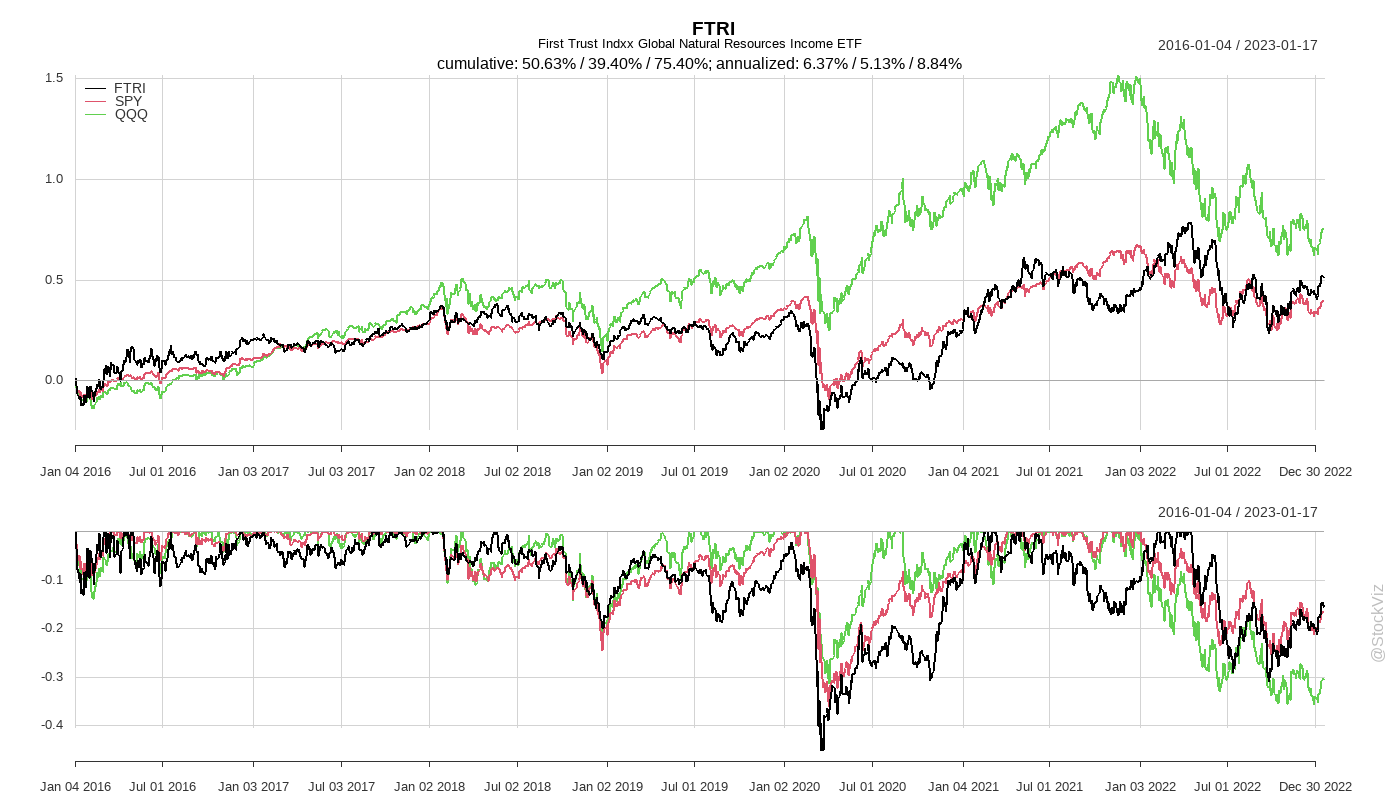 FTRI
First Trust Indxx Global Natural Resources Income ETF
2016-01-04 / 2023-01-17
cumulative: 50.63% / 39.40% / 75.40%; annualized: 6.37% / 5.13% / 8.84%
1.5
FTRI
SPY
QQQ
1.0
0.5
0.0
Jan 04 2016 Jul 01 2016 Jan 03 2017 Jul 03 2017 Jan 02 2018 Jul 02 2018 Jan 02 2019 Jul 01 2019 Jan 02 2020 Jul 01 2020 Jan 04 2021 Jul 01 2021 Jan 03 2022 Jul 01 2022 Dec 30 2022
2016-01-04 / 2023-01-17
-0.1
-0.2
-0.3
-0.4
Jan 04 2016 Jul 01 2016 Jan 03 2017 Jul 03 2017 Jan 02 2018 Jul 02 2018 Jan 02 2019 Jul 01 2019 Jan 02 2020 Jul 01 2020 Jan 04 2021 Jul 01 2021 Jan 03 2022 Jul 01 2022 Dec 30 2022
@StockViz